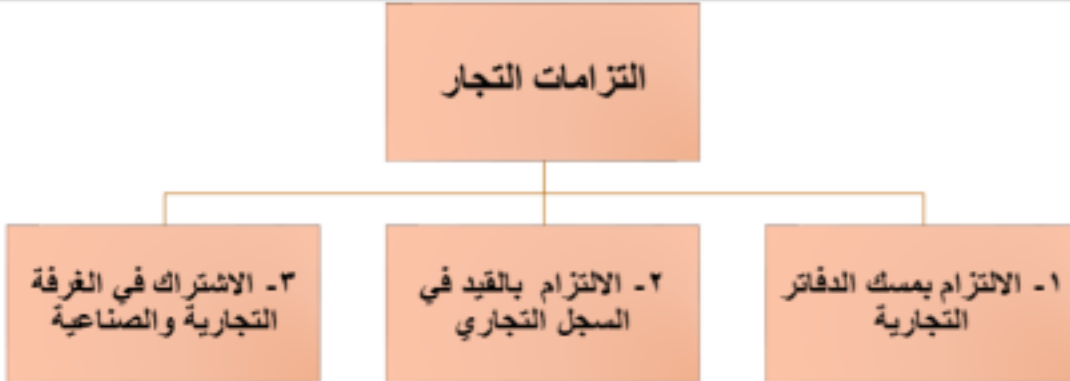 التزامات التجار
١- الالتزام بمسك الدفاتر
التجارية
٢- الالتزام بالقيد في
السجل التجاري
٣- الاشتراك في الغرفة
التجارية والصناعية